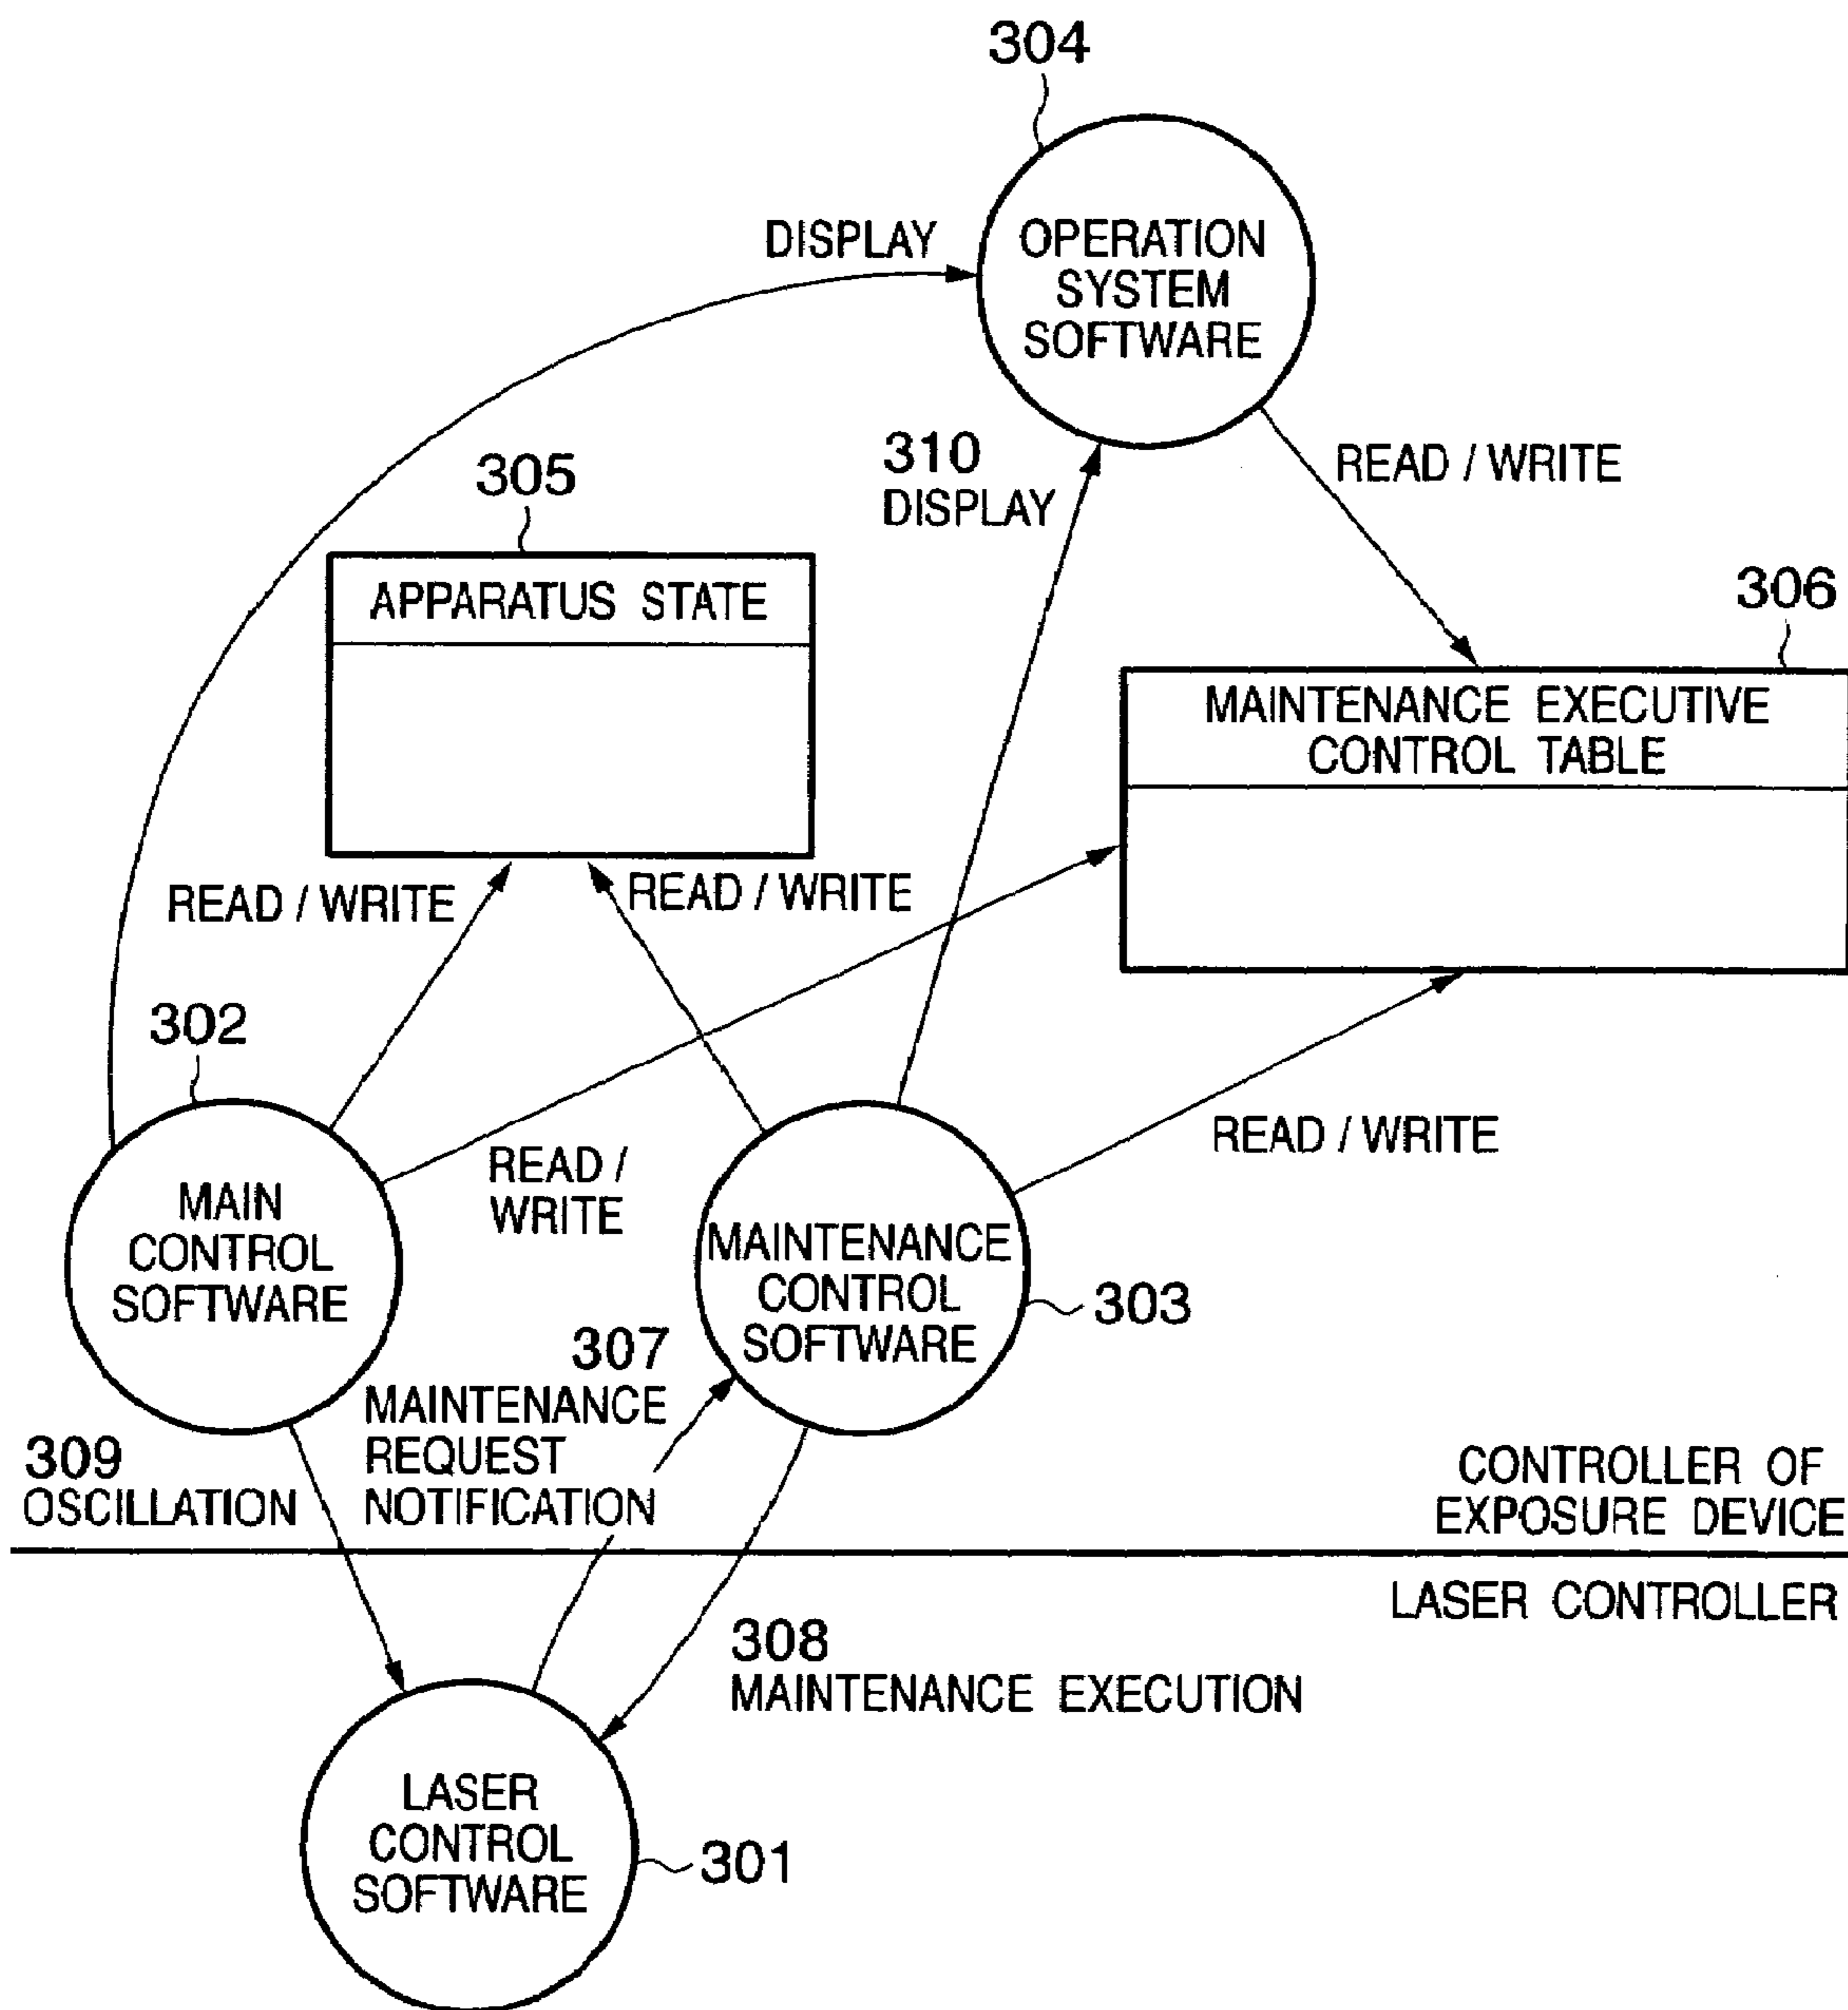 304
DISPLAY
OPERATION
SYSTEM
SOFTWARE
310
DISPLAY
READ / WRITE
305
APPARATUS STATE
306
MAINTENANCE EXECUTIVE
CONTROL TABLE
READ / WRITE
READ / WRITE
302
READ /
WRITE
READ / WRITE
MAIN
CONTROL
SOFTWARE
MAINTENANCE
CONTROL
SOFTWARE
303
307
MAINTENANCE
REQUEST
NOTIFICATION
309
OSCILLATION
CONTROLLER OF
EXPOSURE DEVICE
LASER CONTROLLER
308
MAINTENANCE EXECUTION
LASER
CONTROL
SOFTWARE
301